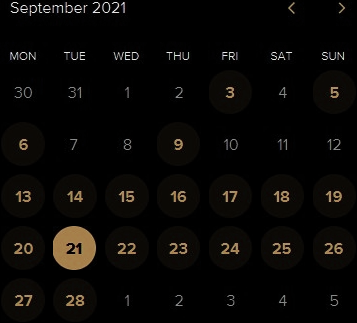 September 2021
MON TUE WED THU FRI SAT SUN
30 31 1 2 3 4 5
6 7 8 9 10 11 12
13 14 15 16 17 18 19
20 21 22 23 24 25 26
27 28 1 2 3 4 5